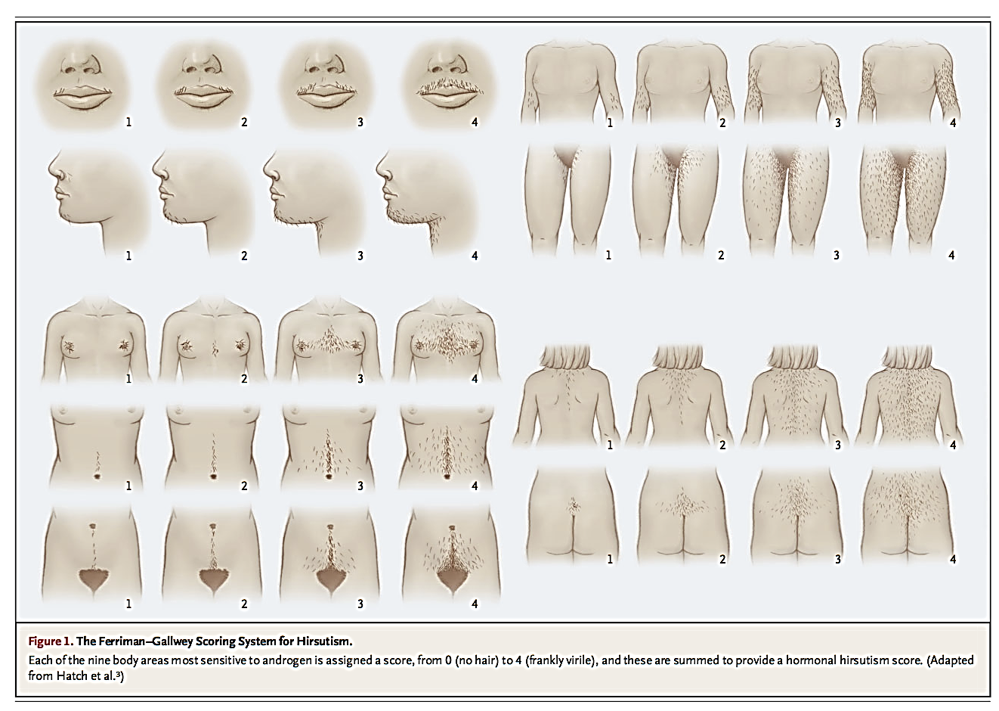 1 2 3 4 1 2 3 4
1 2 3 4 1 2 3 4
1 2 3 4
1 2 3 4
1 2 3 4
1 2 3 4
1 2 3 4
Figure 1. The Ferriman–Gallwey Scoring System for Hirsutism.
Each of the nine body areas most sensitive to androgen is assigned a score, from 0 (no hair) to 4 (frankly virile), and these are summed to provide a hormonal hirsutism score. (Adapted
from Hatch et al.³)